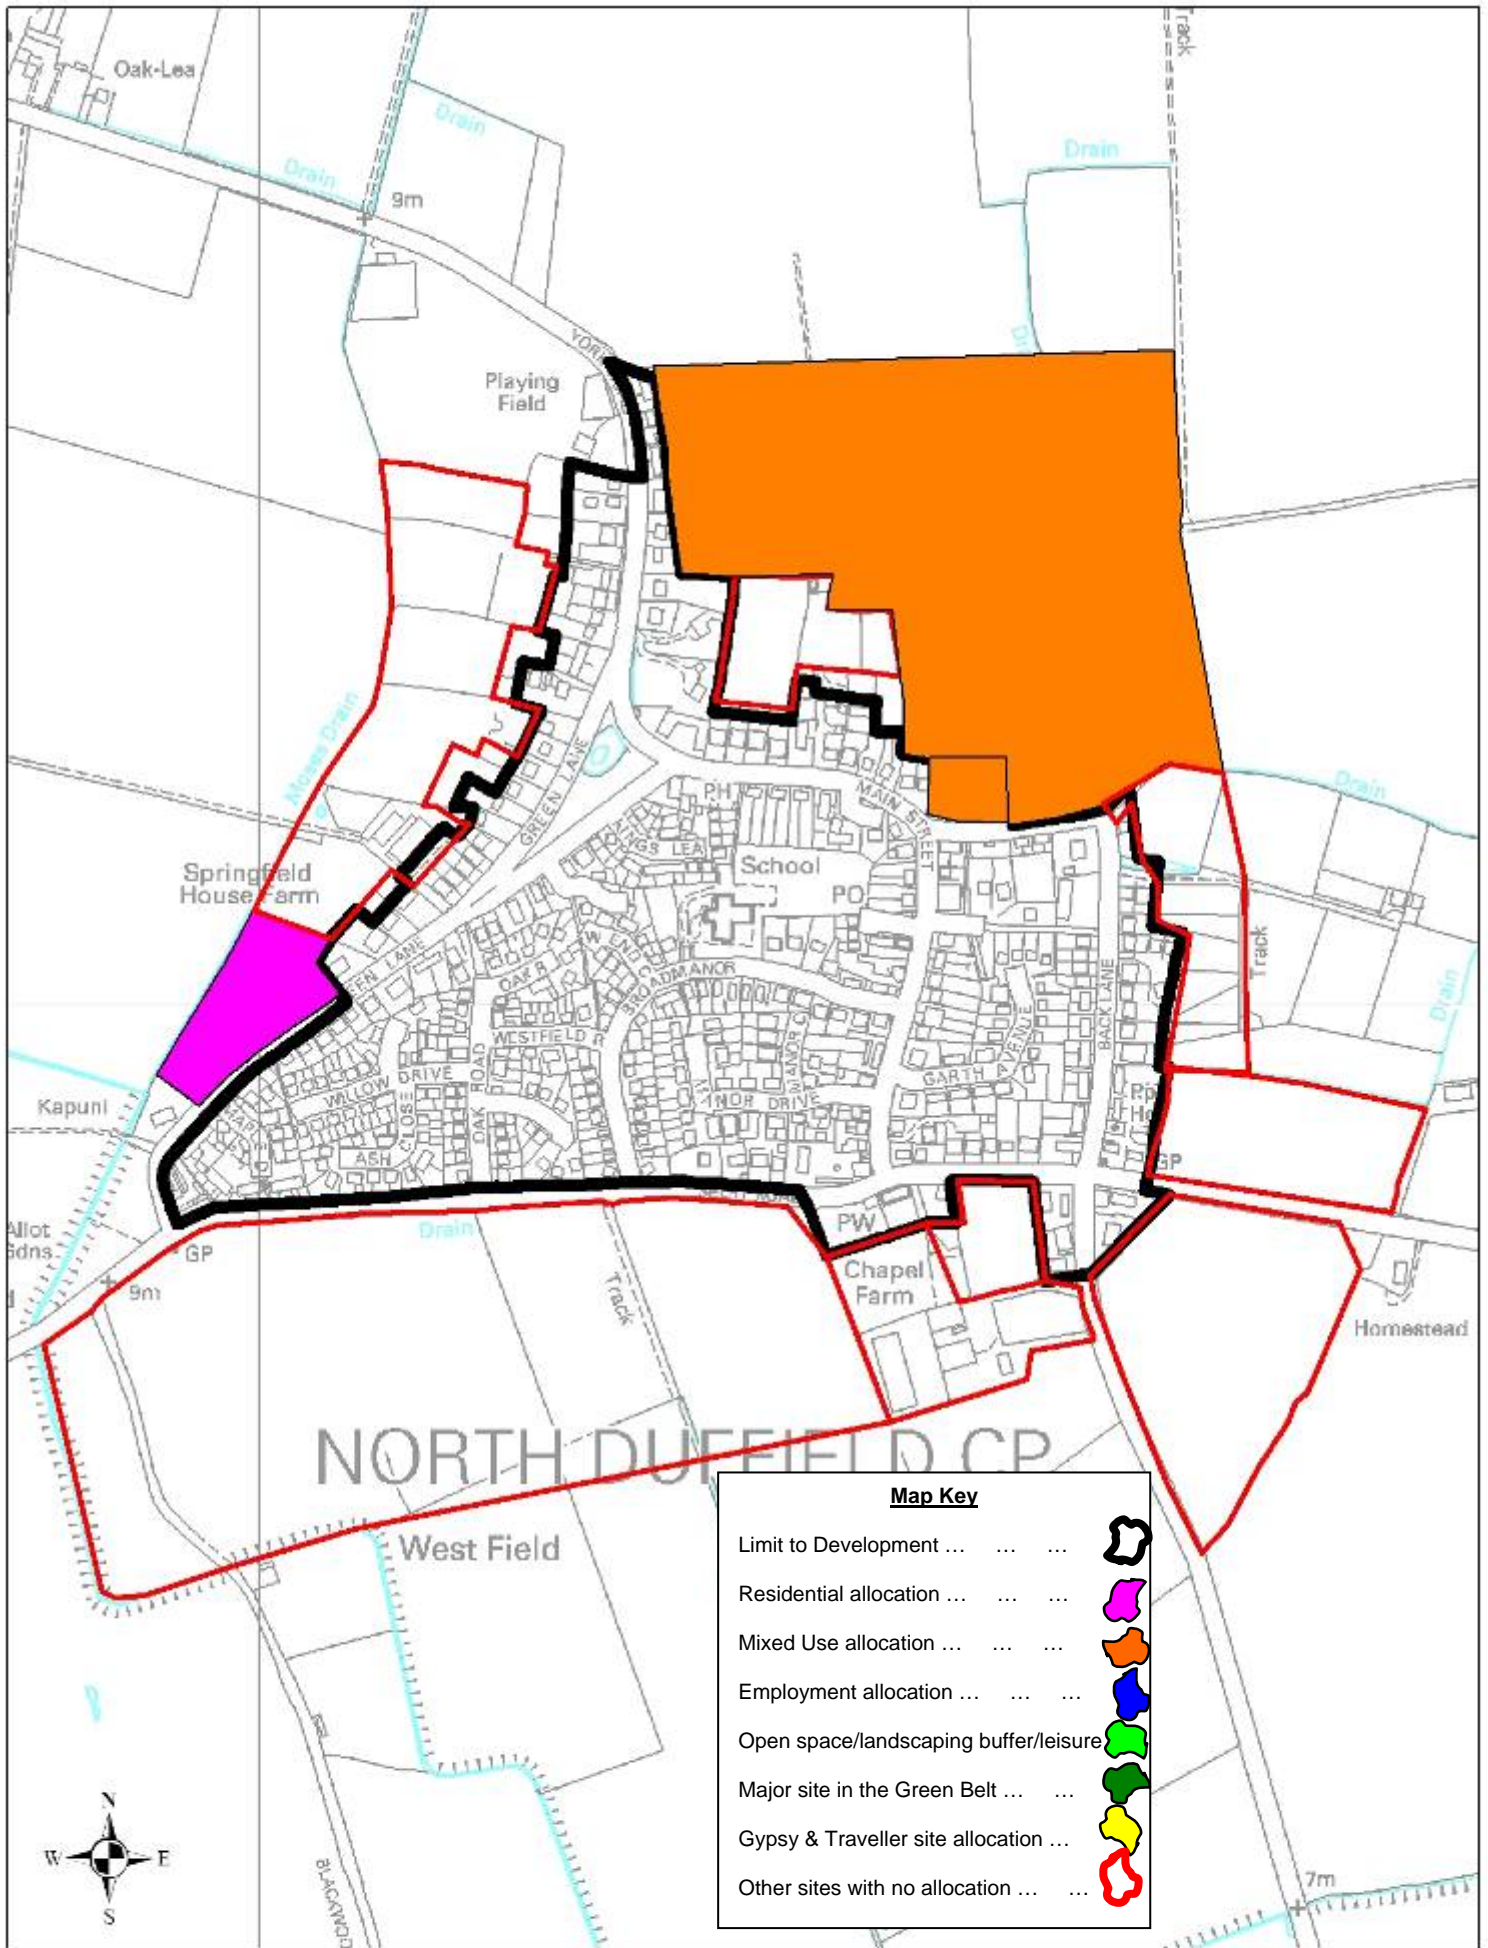 Oak-Lea
Drain
Drain
9m
Track
Drain
YORK
Playing
Field
Moses Drain
GREEN LANE
PH
MAIN STREET
KINGS LEA
School
PO
Drain
Springfield
House Farm
Track
Drain
BROADMANOR
WESTFIELD R
WILLOW DRIVE
OAK ROAD
ASH CLOSE
MANOR DRIVE
GARTH AVENUE
BACK LANE
Kapuni
GP
PW
Allot
Gdns
GP
9m
Drain
Track
Chapel
Farm
Homestead
NORTH DUFFIELD CP
West Field
Map Key
Limit to Development … … …
Residential allocation … … …
Mixed Use allocation … … …
Employment allocation … … …
Open space/landscaping buffer/leisure
Major site in the Green Belt … …
Gypsy & Traveller site allocation …
Other sites with no allocation … …
N
W E
S
7m